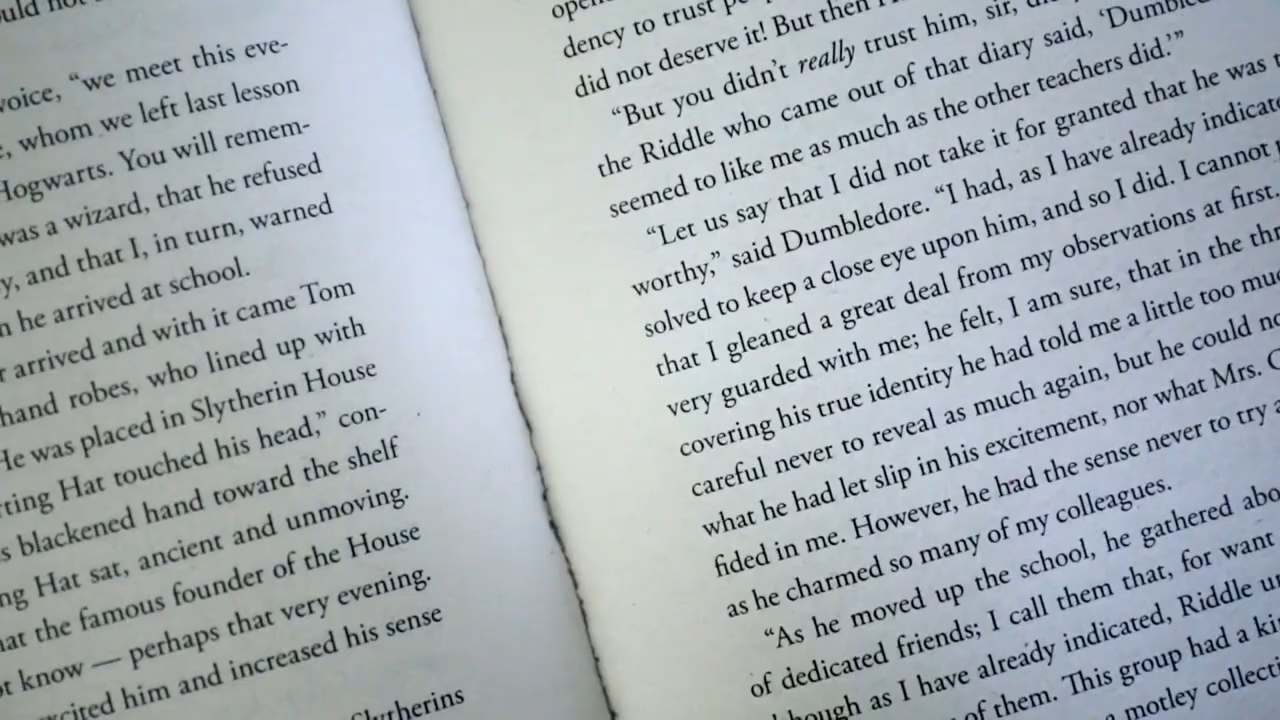 voice, “we meet this eve-
whom we left last lesson
Hogwarts. You will remem-
was a wizard, that he refused
and that I, in turn, warned
he arrived at school.
arrived and with it came Tom
hand robes, who lined up with
He was placed in Slytherin House
Hat touched his head,” con-
blackened hand toward the shelf
Hat sat, ancient and unmoving.
the famous founder of the House
know — perhaps that very evening.
him and increased his sense
dency to trust
did not deserve it! But then
“But you didn’t really trust him, sir,
the Riddle who came out of that diary said,
seemed to like me as much as the other teachers did.’”
“Let us say that I did not take it for granted that he was
worthy,” said Dumbledore. “I had, as I have already
solved to keep a close eye upon him, and so I did. I cannot
that I gleaned a great deal from my observations at first.
very guarded with me; he felt, I am sure, that in the
covering his true identity he had told me a little too
careful never to reveal as much again, but he could
what he had let slip in his excitement, nor what Mrs.
fided in me. However, he had the sense never to try
as he charmed so many of my colleagues.
“As he moved up the school, he gathered
of dedicated friends; I call them that, for want
as I have already indicated, Riddle
of them. This group had a
motley